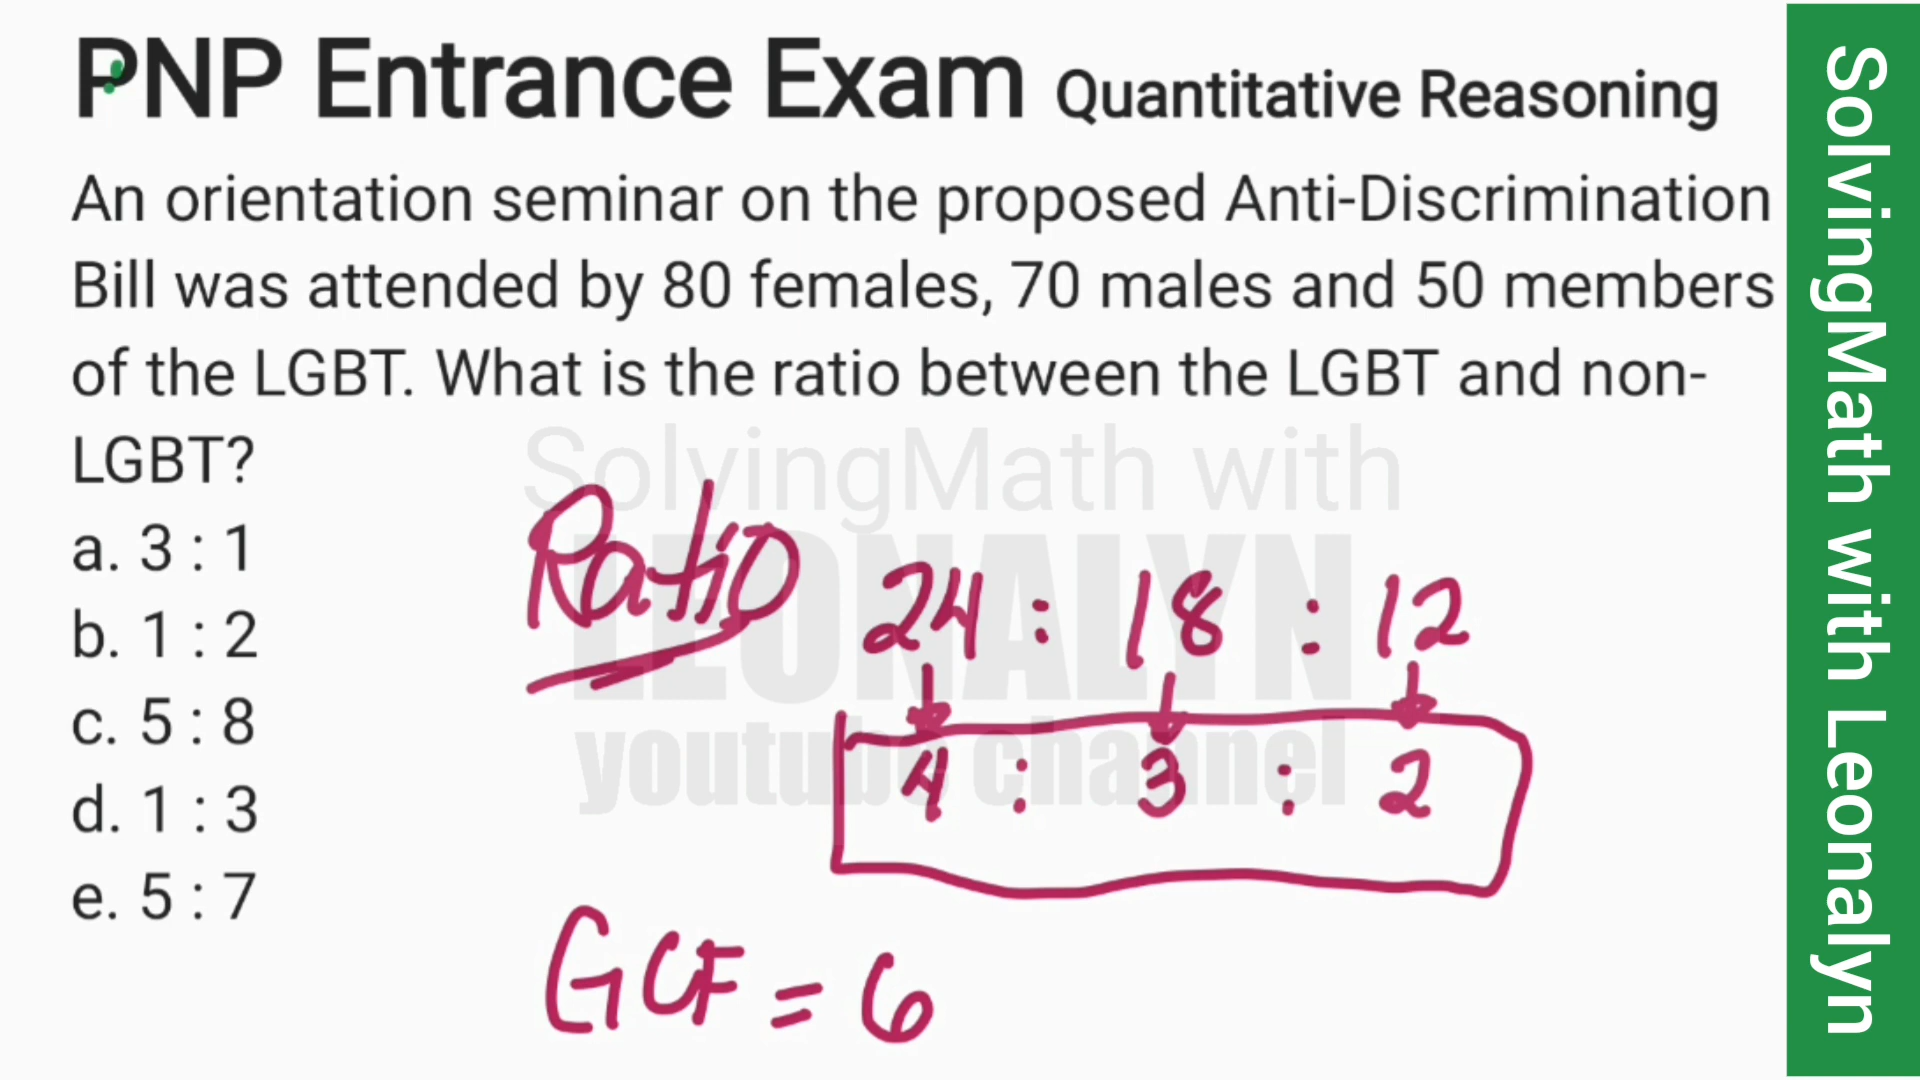 PNP Entrance Exam Quantitative Reasoning
An orientation seminar on the proposed Anti-Discrimination
Bill was attended by 80 females, 70 males and 50 members
of the LGBT. What is the ratio between the LGBT and non-
LGBT?
a. 3 : 1
b. 1 : 2
c. 5 : 8
d. 1 : 3
e. 5 : 7
SolvingMath with
LEONALYN
youtube channel
Ratio
24 : 18 : 12
4 : 3 : 2
GCF = 6
SolvingMath with Leonalyn